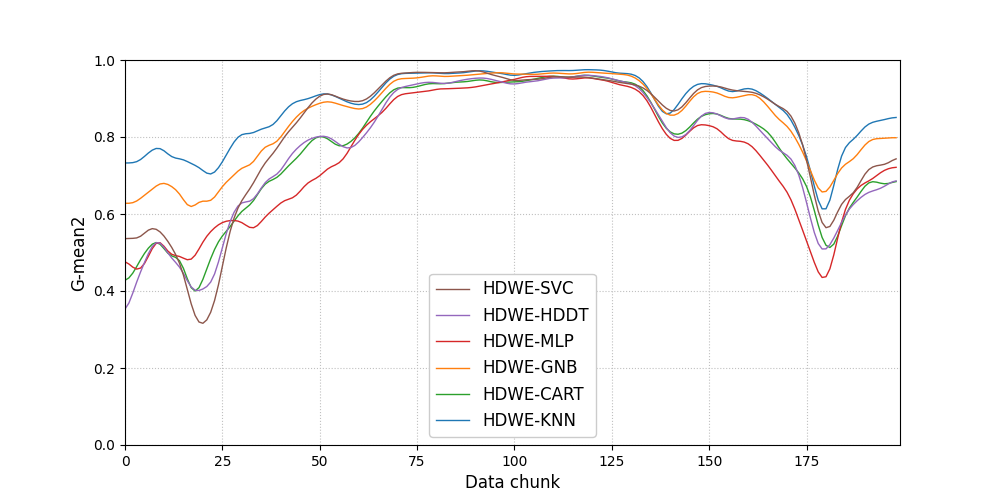 1.0
0.8
0.6
0.4
0.2
0.0
G-mean2
HDWE-SVC
HDWE-HDDT
HDWE-MLP
HDWE-GNB
HDWE-CART
HDWE-KNN
0 25 50 75 100 125 150 175
Data chunk